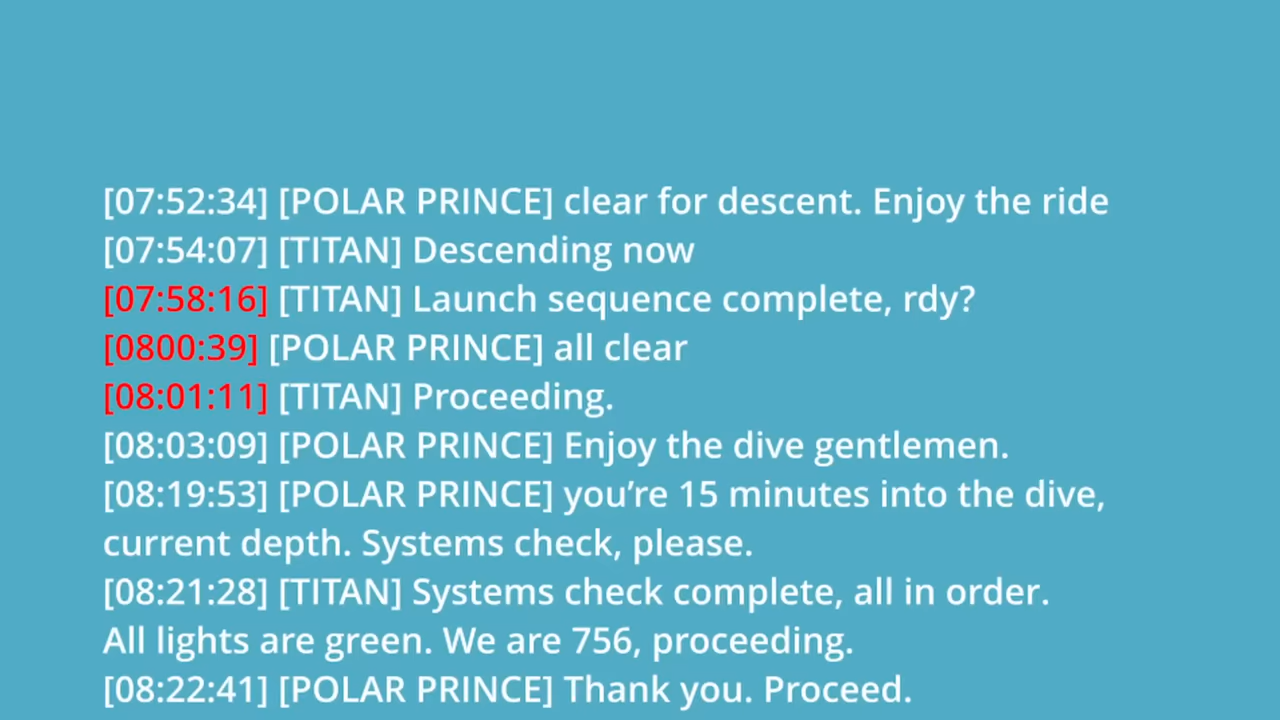 [07:52:34] [POLAR PRINCE] clear for descent. Enjoy the ride
[07:54:07] [TITAN] Descending now
[07:58:16] [TITAN] Launch sequence complete, rdy?
[0800:39] [POLAR PRINCE] all clear
[08:01:11] [TITAN] Proceeding.
[08:03:09] [POLAR PRINCE] Enjoy the dive gentlemen.
[08:19:53] [POLAR PRINCE] you’re 15 minutes into the dive,
current depth. Systems check, please.
[08:21:28] [TITAN] Systems check complete, all in order.
All lights are green. We are 756, proceeding.
[08:22:41] [POLAR PRINCE] Thank you. Proceed.